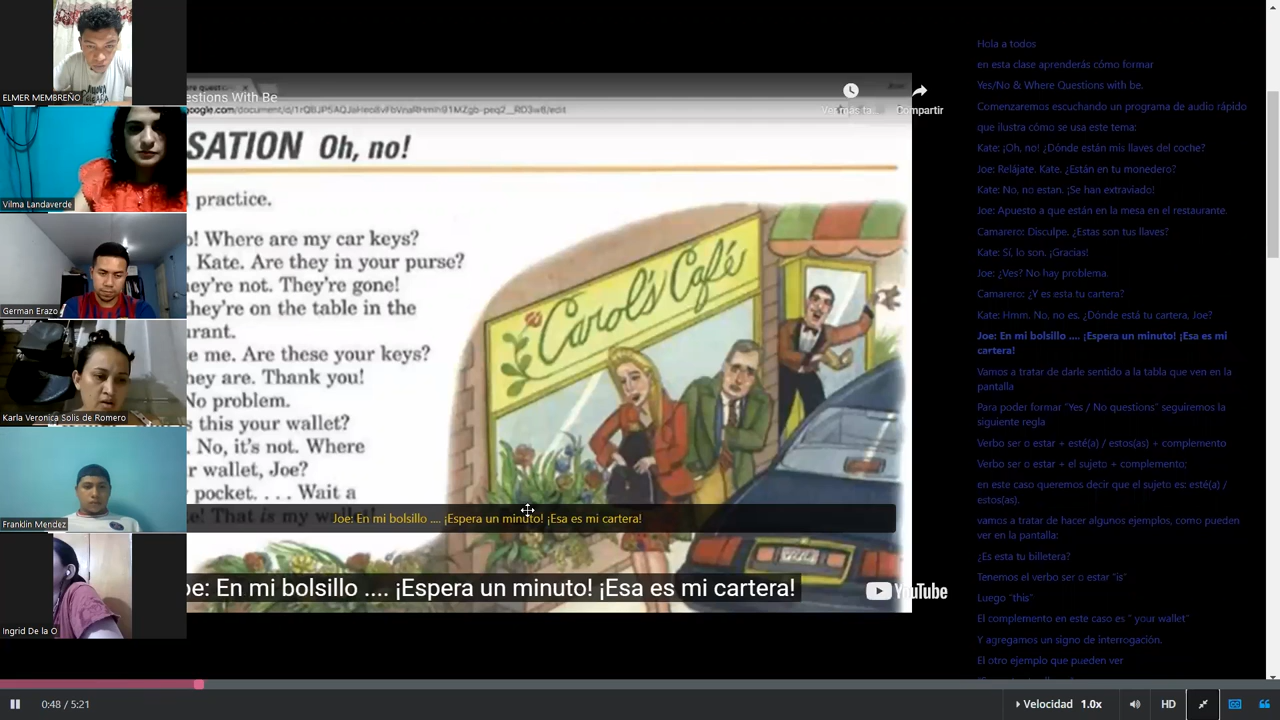 ELMER MEMBREÑO
Vilma Landaverde
German Erazo
Karla Veronica Solis de Romero
Franklin Mendez
Ingrid De la O
estions With Be
Compartir
SATION Oh, no!
practice.
! Where are my car keys?
, Kate. Are they in your purse?
ey're not. They're gone!
hey're on the table in the
urant.
e me. Are these your keys?
hey are. Thank you!
No problem.
s this your wallet?
. No, it's not. Where
r wallet, Joe?
pocket. . . . Wait a
! That is my wallet!
Carol's Café
Joe: En mi bolsillo .... ¡Espera un minuto! ¡Esa es mi cartera!
oe: En mi bolsillo .... ¡Espera un minuto! ¡Esa es mi cartera!
YouTube
Hola a todos
en esta clase aprenderás cómo formar
Yes/No & Where Questions with be.
Comenzaremos escuchando un programa de audio rápido
que ilustra cómo se usa este tema:
Kate: ¡Oh, no! ¿Dónde están mis llaves del coche?
Joe: Relájate. Kate. ¿Están en tu monedero?
Kate: No, no estan. ¡Se han extraviado!
Joe: Apuesto a que están en la mesa en el restaurante.
Camarero: Disculpe. ¿Estas son tus llaves?
Kate: Sí, lo son. ¡Gracias!
Joe: ¿Ves? No hay problema.
Camarero: ¿Y es esta tu cartera?
Kate: Hmm. No, no es. ¿Dónde está tu cartera, Joe?
Joe: En mi bolsillo .... ¡Espera un minuto! ¡Esa es mi
cartera!
Vamos a tratar de darle sentido a la tabla que ven en la
pantalla
Para poder formar "Yes / No questions" seguiremos la
siguiente regla
Verbo ser o estar + esté(a) / estos(as) + complemento
Verbo ser o estar + el sujeto + complemento;
en este caso queremos decir que el sujeto es: esté(a) /
estos(as).
vamos a tratar de hacer algunos ejemplos, como pueden
ver en la pantalla:
¿Es esta tu billetera?
Tenemos el verbo ser o estar "is"
Luego "this"
El complemento en este caso es " your wallet"
Y agregamos un signo de interrogación.
El otro ejemplo que pueden ver
0:48 / 5:21
Velocidad 1.0x
HD